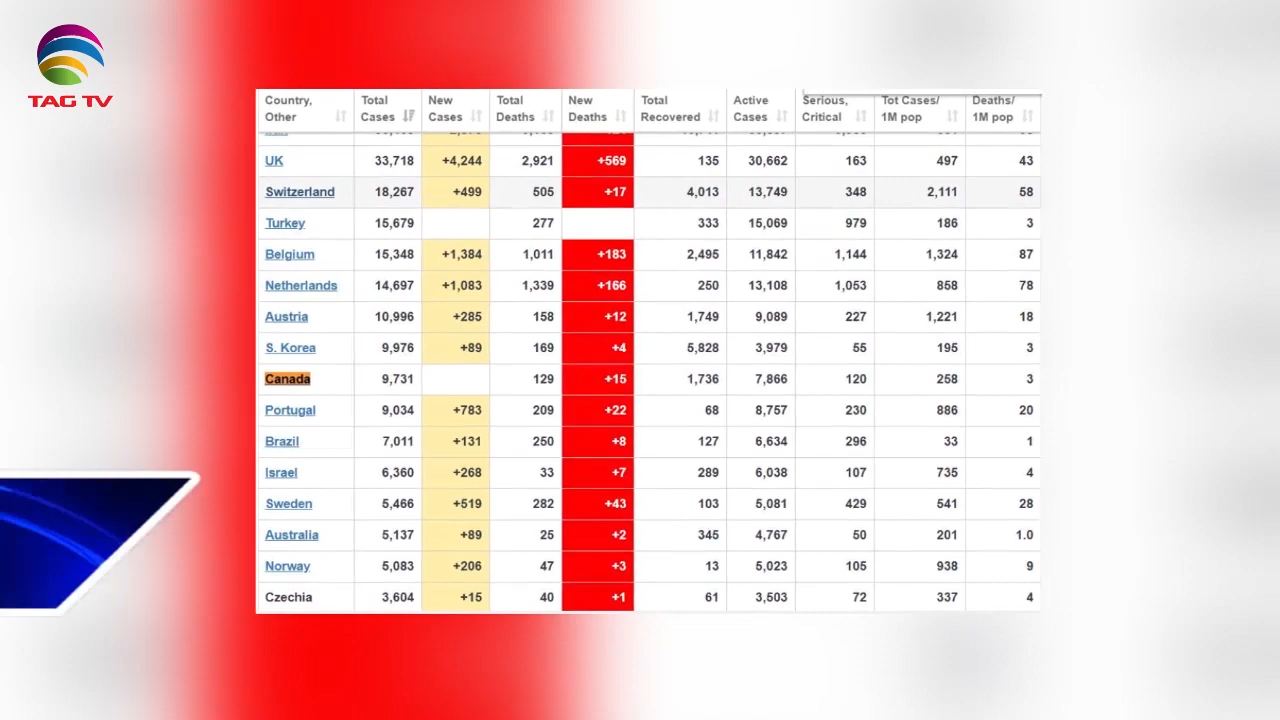 TAG TV
Country, Other Total Cases New Cases Total Deaths New Deaths Total Recovered Active Cases Serious, Critical Tot Cases/ 1M pop Deaths/ 1M pop
UK 33,718 +4,244 2,921 +569 135 30,662 163 497 43
Switzerland 18,267 +499 505 +17 4,013 13,749 348 2,111 58
Turkey 15,679 277 333 15,069 979 186 3
Belgium 15,348 +1,384 1,011 +183 2,495 11,842 1,144 1,324 87
Netherlands 14,697 +1,083 1,339 +166 250 13,108 1,053 858 78
Austria 10,996 +285 158 +12 1,749 9,089 227 1,221 18
S. Korea 9,976 +89 169 +4 5,828 3,979 55 195 3
Canada 9,731 129 +15 1,736 7,866 120 258 3
Portugal 9,034 +783 209 +22 68 8,757 230 886 20
Brazil 7,011 +131 250 +8 127 6,634 296 33 1
Israel 6,360 +268 33 +7 289 6,038 107 735 4
Sweden 5,466 +519 282 +43 103 5,081 429 541 28
Australia 5,137 +89 25 +2 345 4,767 50 201 1.0
Norway 5,083 +206 47 +3 13 5,023 105 938 9
Czechia 3,604 +15 40 +1 61 3,503 72 337 4